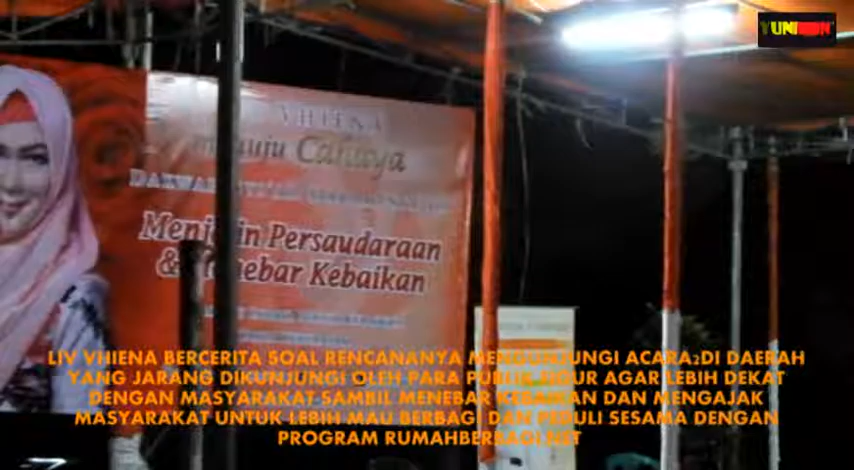 YUNIMON
VHIENA
menuju Cahaya
DAKWAH
Menjalin Persaudaraan
& Menebar Kebaikan
LIV VHIENA BERCERITA SOAL RENCANANYA MENGUNJUNGI ACARA2DI DAERAH
YANG JARANG DIKUNJUNGI OLEH PARA PUBLIK FIGUR AGAR LEBIH DEKAT
DENGAN MASYARAKAT SAMBIL MENEBAR KEBAIKAN DAN MENGAJAK
MASYARAKAT UNTUK LEBIH MAU BERBAGI DAN PEDULI SESAMA DENGAN
PROGRAM RUMAHBERBAGI.NET